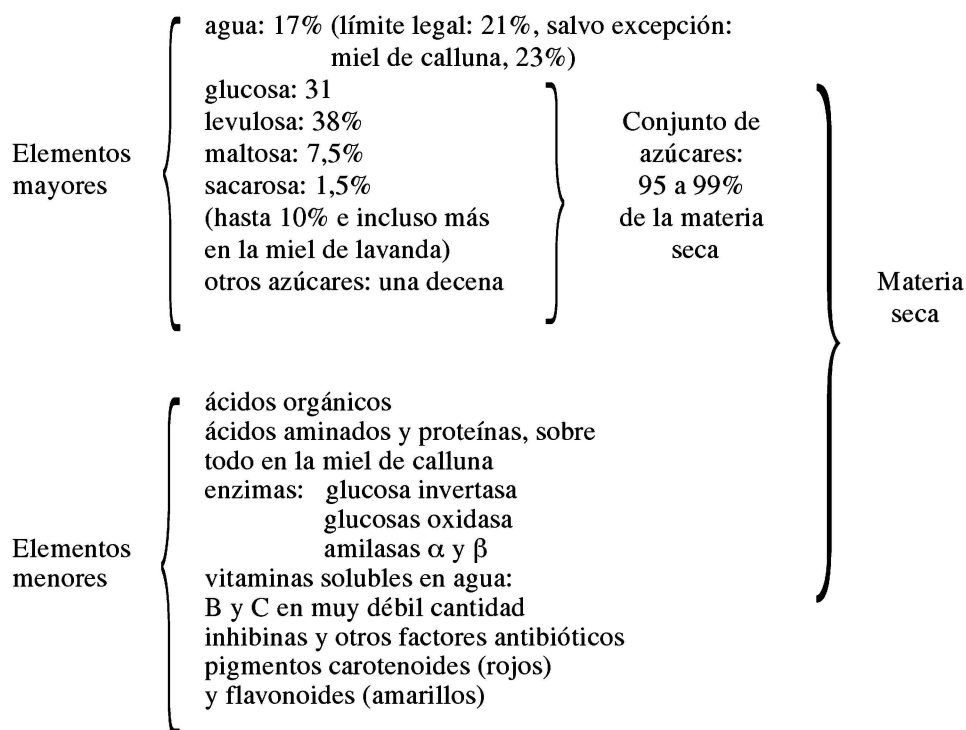 agua: 17% (límite legal: 21%, salvo excepción:
miel de calluna, 23%)
Elementos
mayores
glucosa: 31
levulosa: 38%
maltosa: 7,5%
sacarosa: 1,5%
(hasta 10% e incluso más
en la miel de lavanda)
otros azúcares: una decena
Conjunto de
azúcares:
95 a 99%
de la materia
seca
Materia
seca
Elementos
menores
ácidos orgánicos
ácidos aminados y proteínas, sobre
todo en la miel de calluna
enzimas: glucosa invertasa
glucosas oxidasa
amilasas α y β
vitaminas solubles en agua:
B y C en muy débil cantidad
inhibinas y otros factores antibióticos
pigmentos carotenoides (rojos)
y flavonoides (amarillos)